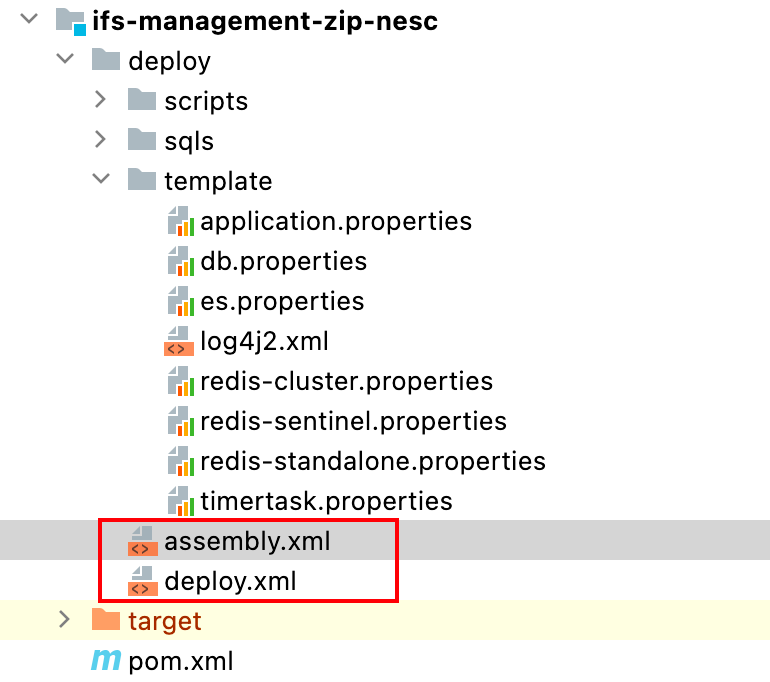 ifs-management-zip-nesc
deploy
scripts
sqls
template
application.properties
db.properties
es.properties
log4j2.xml
redis-cluster.properties
redis-sentinel.properties
redis-standalone.properties
timertask.properties
assembly.xml
deploy.xml
target
m pom.xml